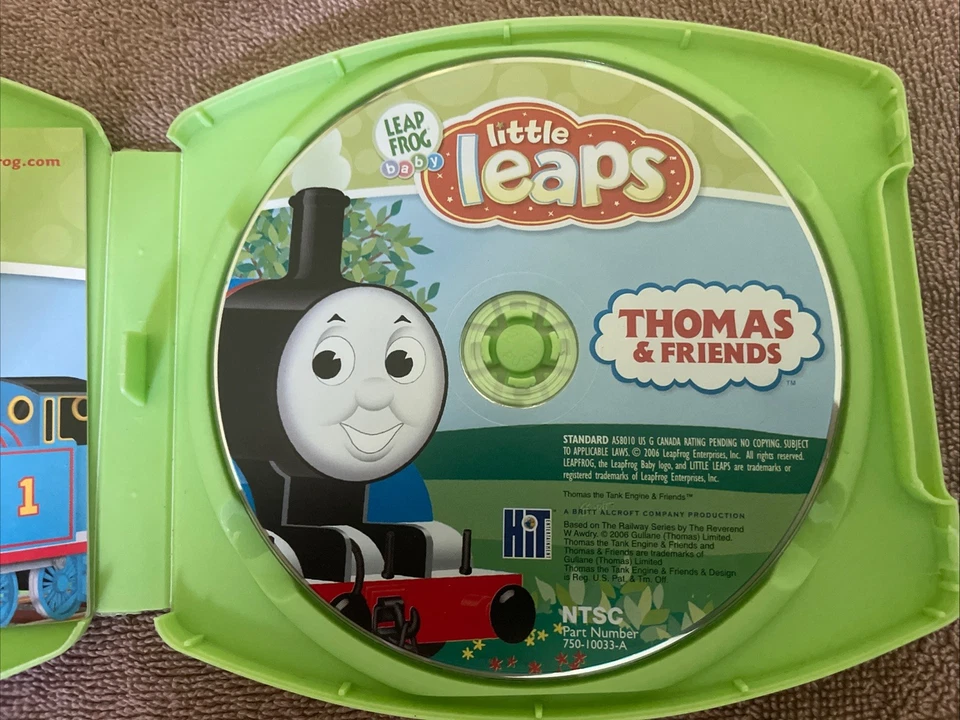 rog.com
1
LEAP
FROG
baby
little
leaps™
THOMAS
& FRIENDS
™
STANDARD A58010 US G CANADA RATING PENDING NO COPYING. SUBJECT
TO APPLICABLE LAWS. © 2006 LeapFrog Enterprises, Inc. All rights reserved.
LEAPFROG, the LeapFrog Baby logo, and LITTLE LEAPS are trademarks or
registered trademarks of LeapFrog Enterprises, Inc.
Thomas the Tank Engine & Friends™
A BRITT ALLCROFT COMPANY PRODUCTION
HiT
Based on The Railway Series by The Reverend
W Awdry. © 2006 Gullane (Thomas) Limited.
Thomas the Tank Engine & Friends and
Thomas & Friends are trademarks of
Gullane (Thomas) Limited
Thomas the Tank Engine & Friends & Design
is Reg. U.S. Pat. & Tm. Off
NTSC
Part Number
750-10033-A